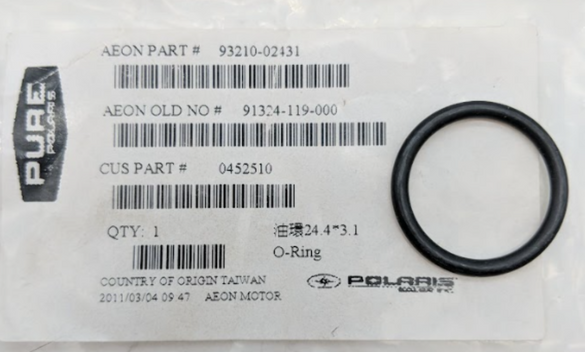 AEON PART # 93210-02431
AEON OLD NO # 91324-119-000
CUS PART # 0452510
QTY: 1
油環24.4*3.1
O-Ring
COUNTRY OF ORIGIN TAIWAN
2011/03/04 09:47 AEON MOTOR
POLARIS
PURE
POLARIS